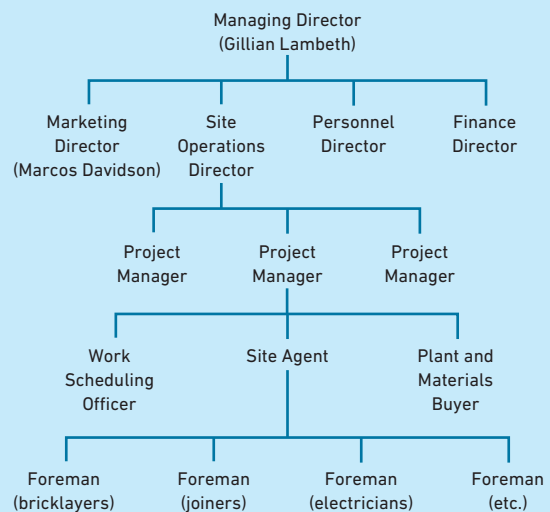 Managing Director
(Gillian Lambeth)
Marketing
Director
(Marcos Davidson)
Site
Operations
Director
Personnel
Director
Finance
Director
Project
Manager
Project
Manager
Project
Manager
Work
Scheduling
Officer
Site Agent
Plant and
Materials
Buyer
Foreman
(bricklayers)
Foreman
(joiners)
Foreman
(electricians)
Foreman
(etc.)